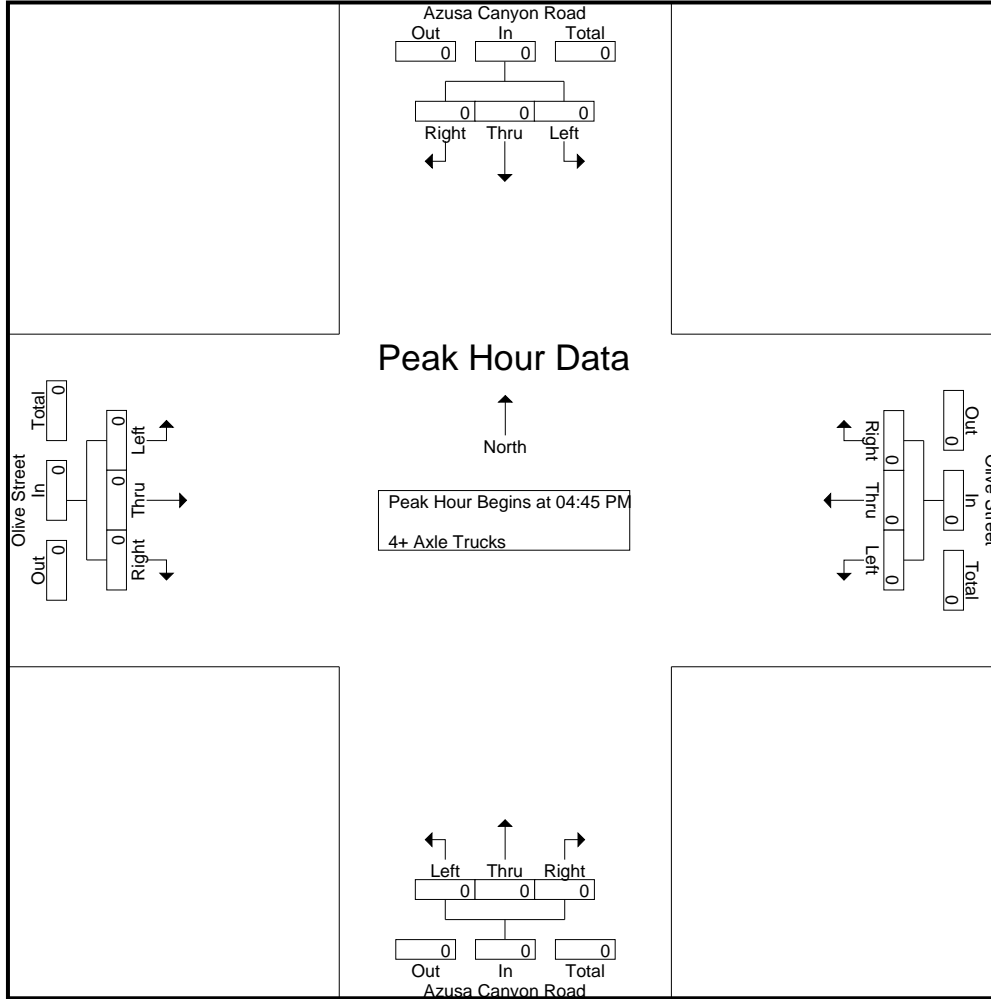 Azusa Canyon Road
Out In Total
0 0 0
0 0 0
Right Thru Left
Peak Hour Data
North
Peak Hour Begins at 04:45 PM
4+ Axle Trucks
Olive Street
Out In Total
0 0 0
0 0 0
Right Thru Left
Olive Street
Out In Total
0 0 0
0 0 0
Left Thru Right
Left Thru Right
0 0 0
0 0 0
Out In Total
Azusa Canyon Road